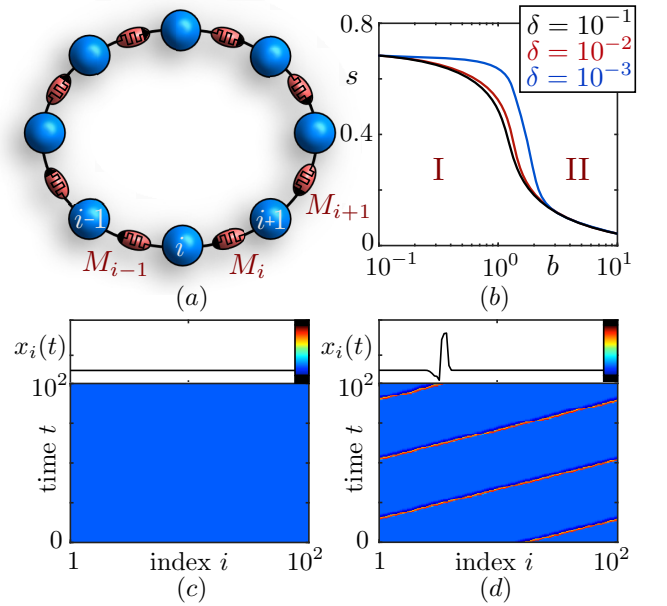 i-1
i
i+1
M_{i-1}
M_i
M_{i+1}
(a)
0.8
s
0.4
0
δ = 10^{-1}
δ = 10^{-2}
δ = 10^{-3}
I
II
10^{-1}
10^0
b
10^1
(b)
x_i(t)
10^2
time t
0
1
index i
10^2
(c)
x_i(t)
10^2
time t
0
1
index i
10^2
(d)